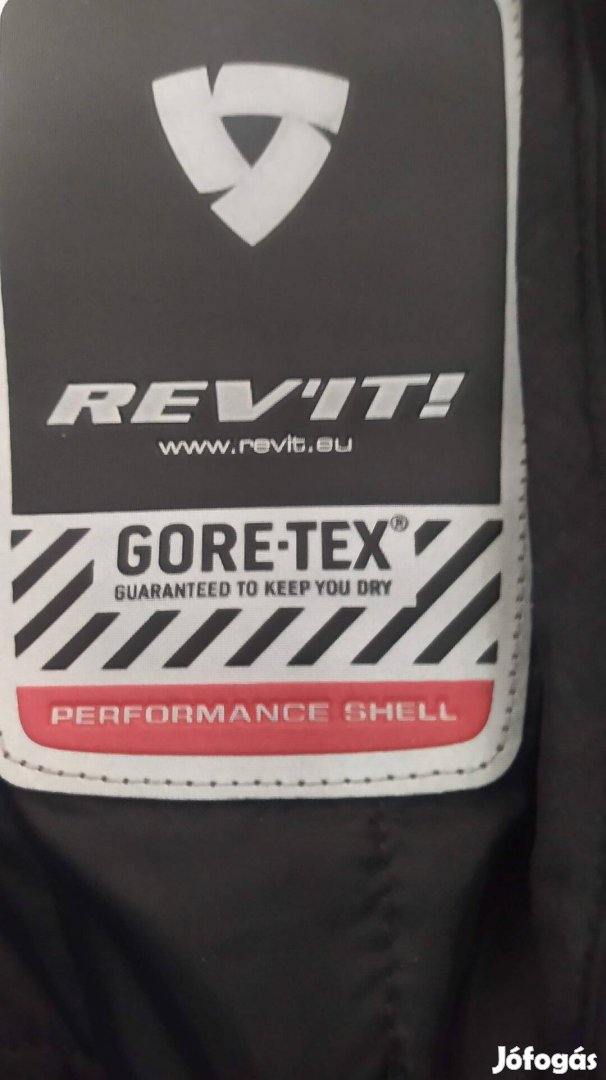 REV'IT!
www.revit.eu
GORE-TEX®
GUARANTEED TO KEEP YOU DRY
PERFORMANCE SHELL
Jófogás